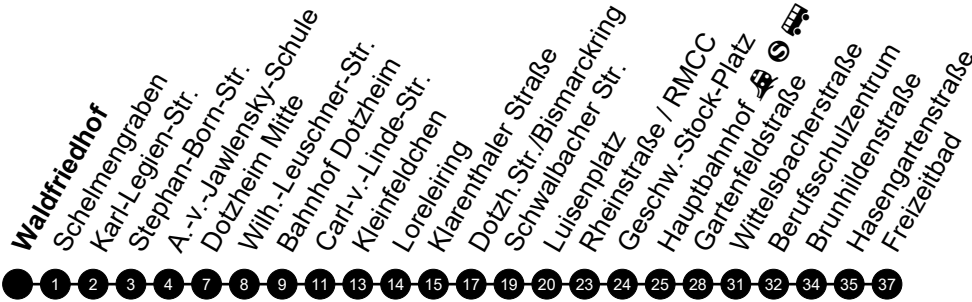 Waldfriedhof
Schelmengraben
Karl-Legien-Str.
Stephan-Born-Str.
A.-v.-Jawlensky-Schule
Dotzheim Mitte
Wilh.-Leuschner-Str.
Bahnhof Dotzheim
Carl-v.-Linde-Str.
Kleinfeldchen
Loreleiring
Klarenthaler Straße
Dotzh. Str./Bismarckring
Schwalbacher Str.
Luisenplatz
Rheinstraße / RMCC
Geschw.-Stock-Platz
Hauptbahnhof S
Gartenfeldstraße
Wittelsbacherstraße
Berufsschulzentrum
Brunhildenstraße
Hasengartenstraße
Freizeitbad
1 2 3 4 7 8 9 11 13 14 15 17 19 20 23 24 25 28 31 32 34 35 37